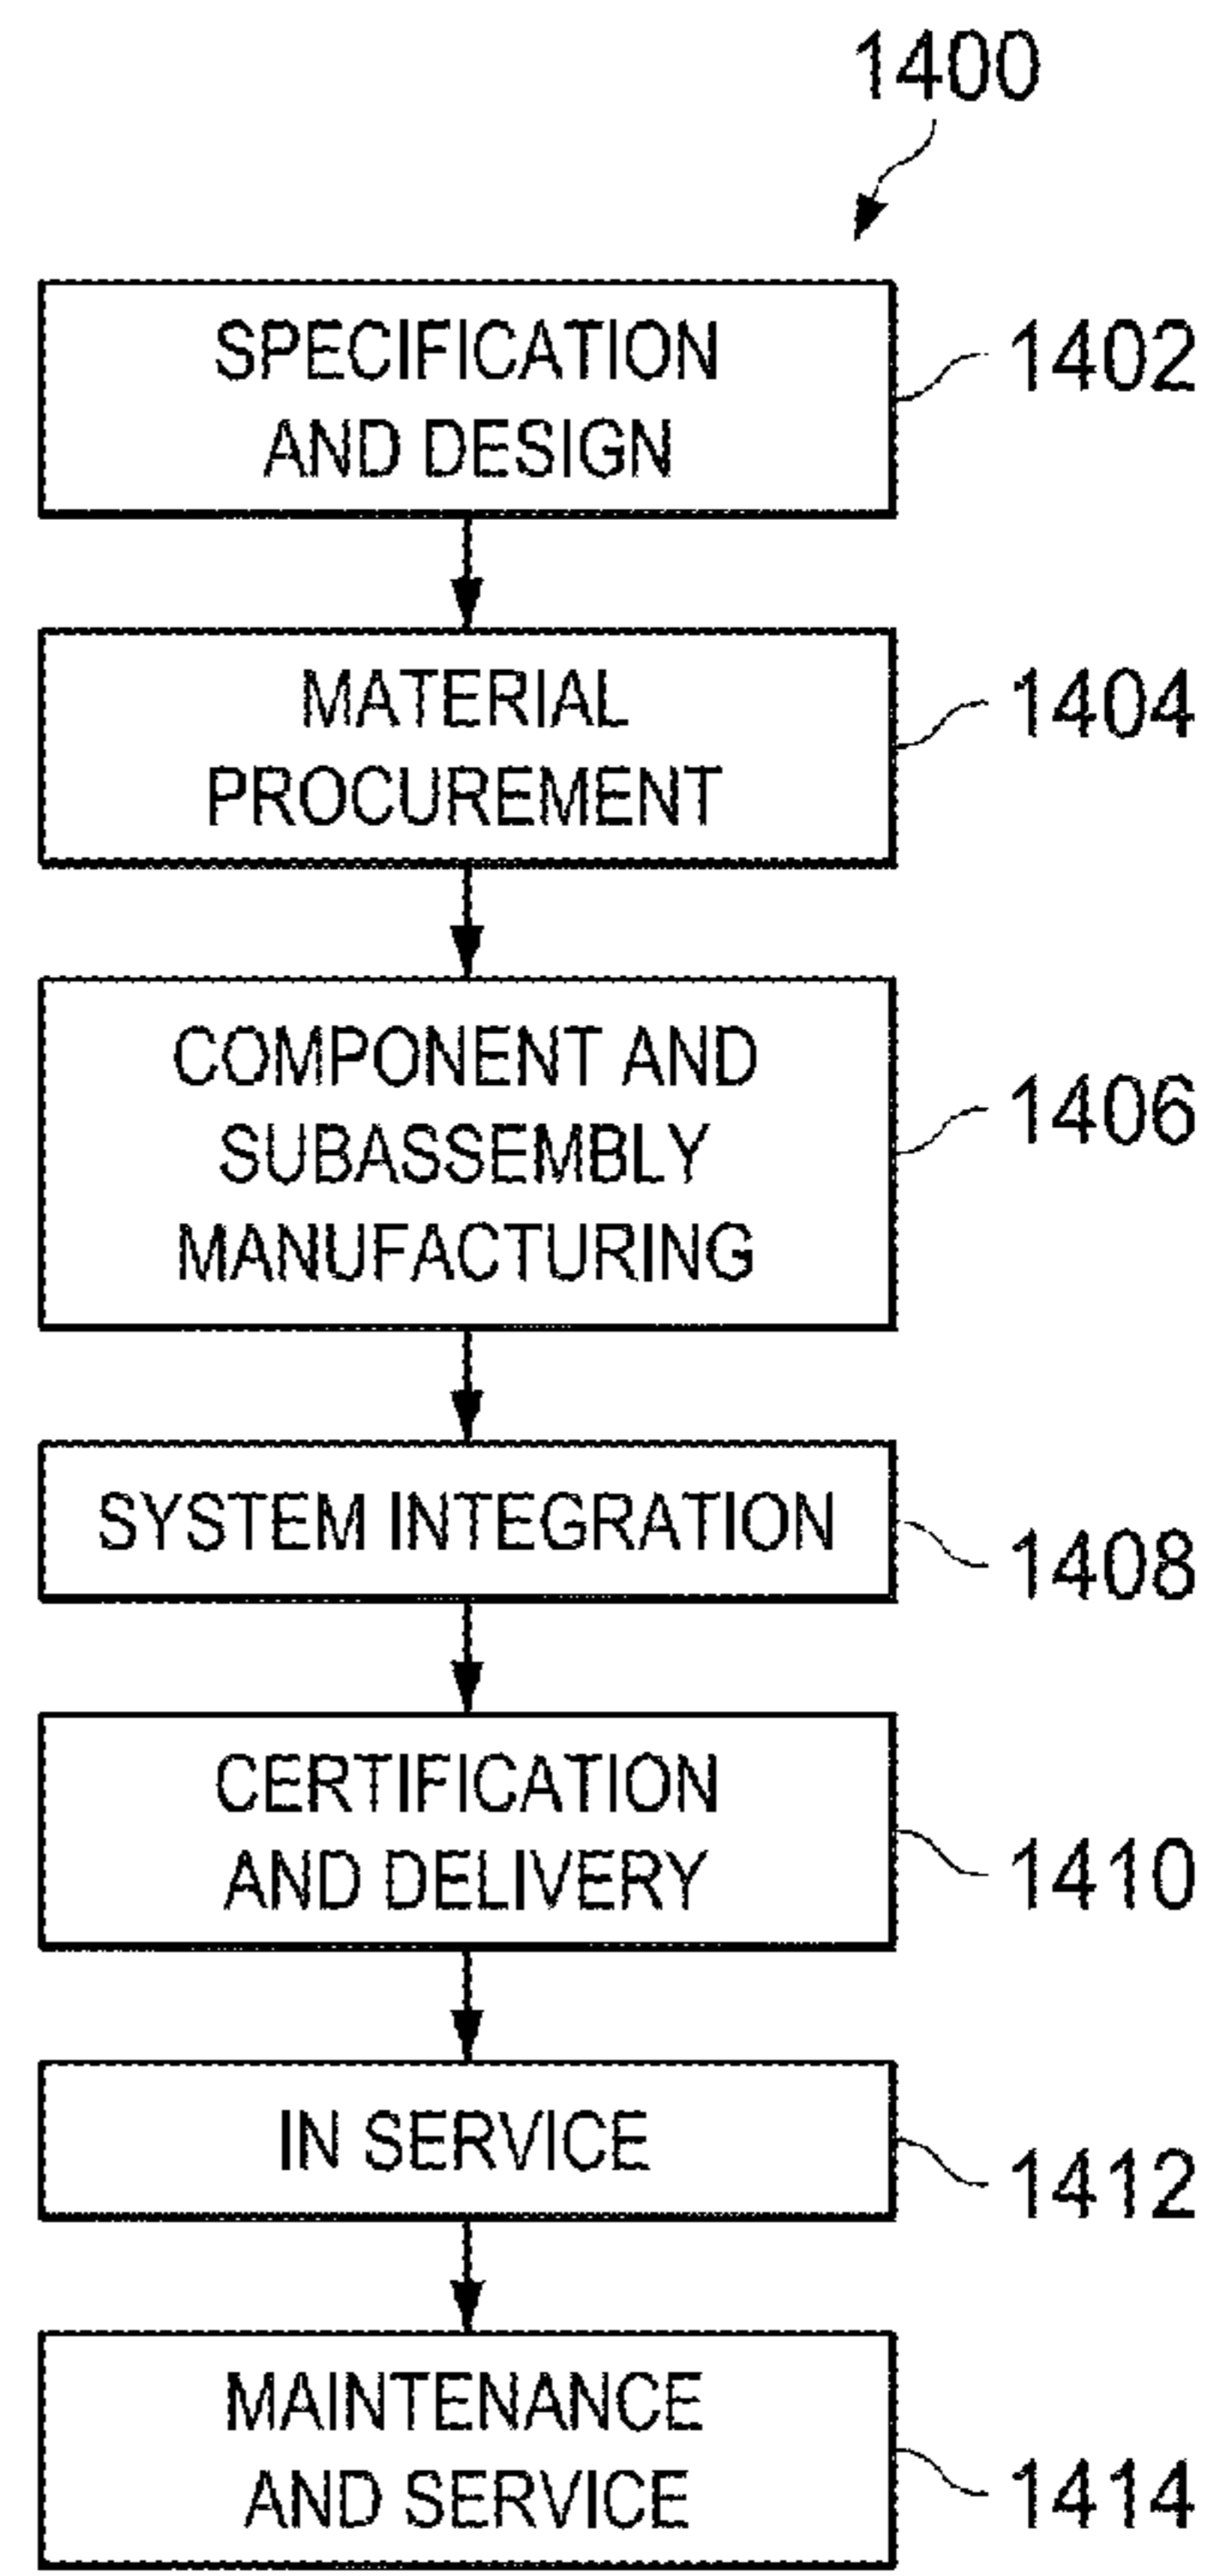 1400
SPECIFICATION
AND DESIGN
1402
MATERIAL
PROCUREMENT
1404
COMPONENT AND
SUBASSEMBLY
MANUFACTURING
1406
SYSTEM INTEGRATION
1408
CERTIFICATION
AND DELIVERY
1410
IN SERVICE
1412
MAINTENANCE
AND SERVICE
1414